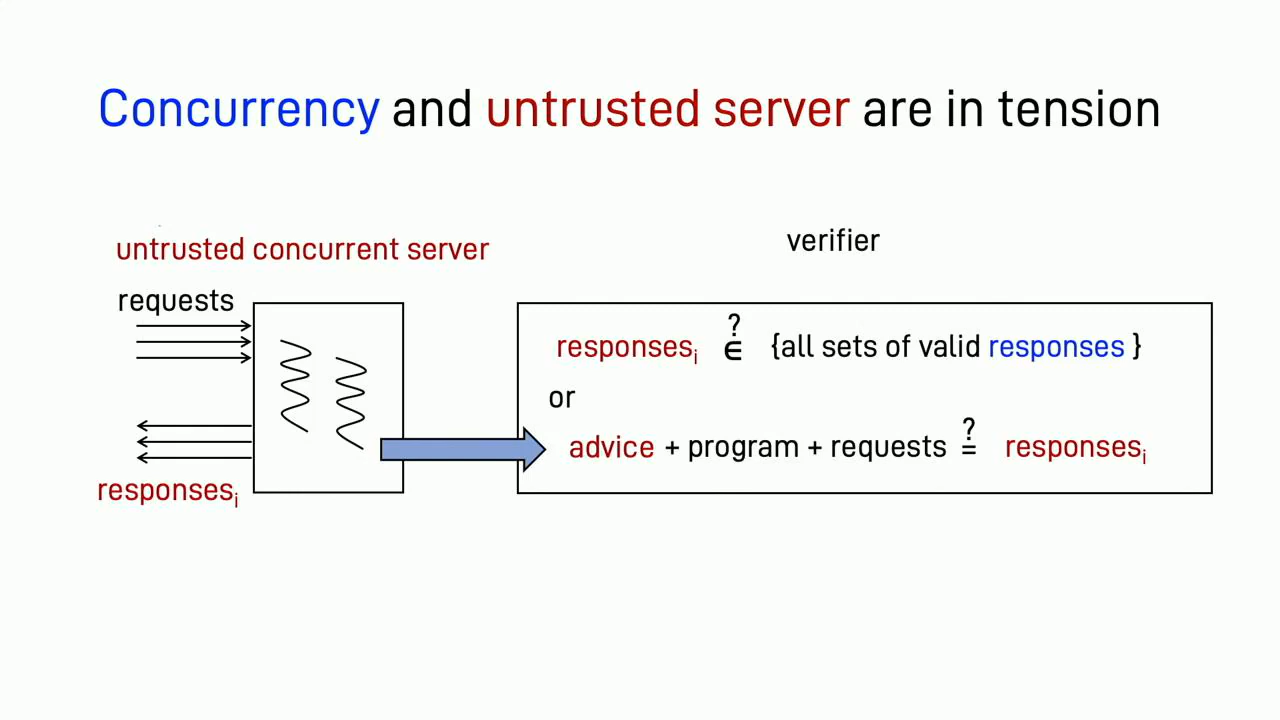 Concurrency and untrusted server are in tension
untrusted concurrent server
verifier
requests
responsesᵢ
responsesᵢ ?∈ {all sets of valid responses }
or
advice + program + requests ?= responsesᵢ